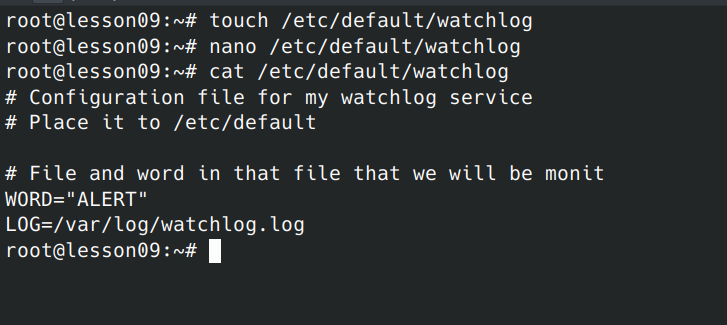 root@lesson09:~# touch /etc/default/watchlog
root@lesson09:~# nano /etc/default/watchlog
root@lesson09:~# cat /etc/default/watchlog
# Configuration file for my watchlog service
# Place it to /etc/default

# File and word in that file that we will be monit
WORD="ALERT"
LOG=/var/log/watchlog.log
root@lesson09:~#